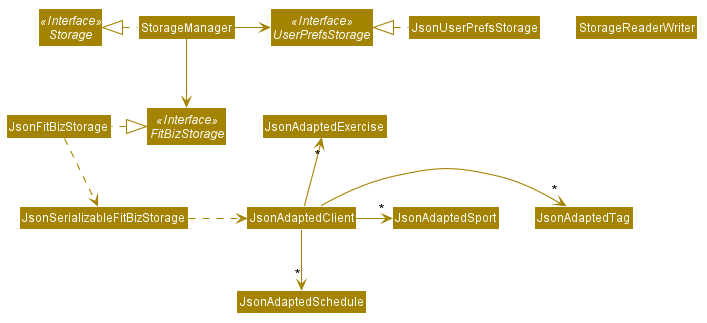 «Interface»
Storage
StorageManager
«Interface»
UserPrefsStorage
JsonUserPrefsStorage
StorageReaderWriter
JsonFitBizStorage
«Interface»
FitBizStorage
JsonAdaptedExercise
*
*
JsonSerializableFitBizStorage
JsonAdaptedClient
*
JsonAdaptedSport
JsonAdaptedTag
*
JsonAdaptedSchedule